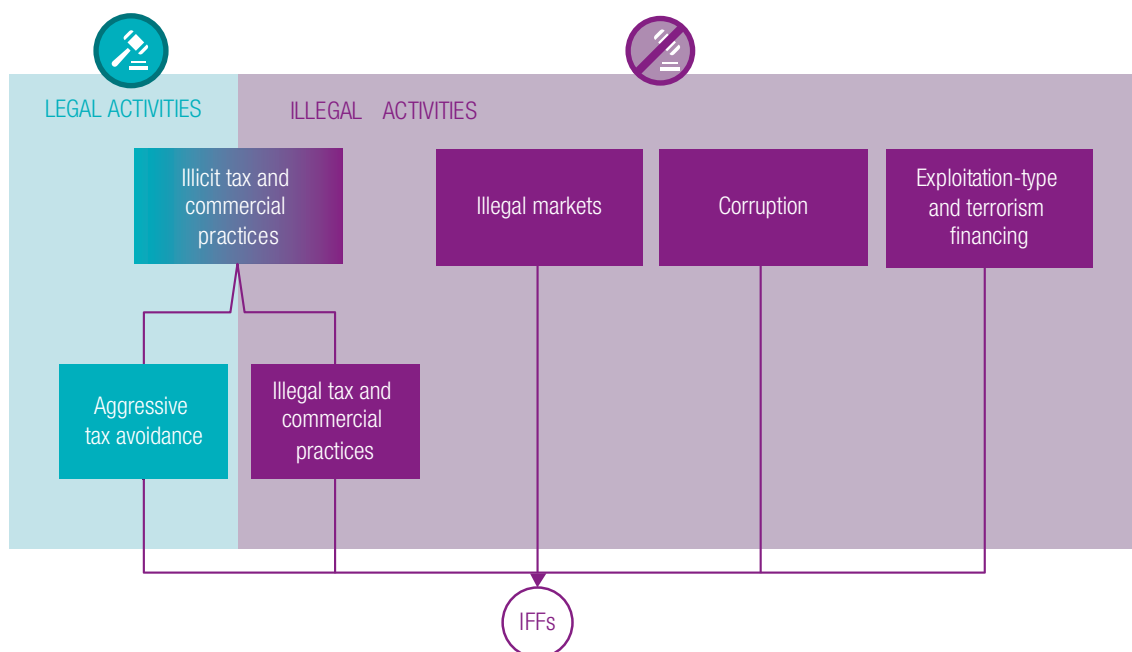 LEGAL ACTIVITIES
ILLEGAL ACTIVITIES
Illicit tax and
commercial
practices
Illegal markets
Corruption
Exploitation-type
and terrorism
financing
Aggressive
tax avoidance
Illegal tax and
commercial
practices
IFFs